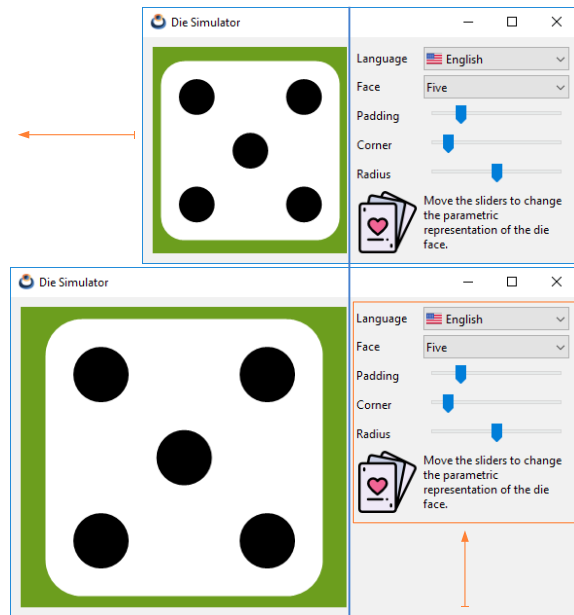 Die Simulator
Language
English
Face
Five
Padding
Corner
Radius
Move the sliders to change
the parametric
representation of the die
face.
Die Simulator
Language
English
Face
Five
Padding
Corner
Radius
Move the sliders to change
the parametric
representation of the die
face.